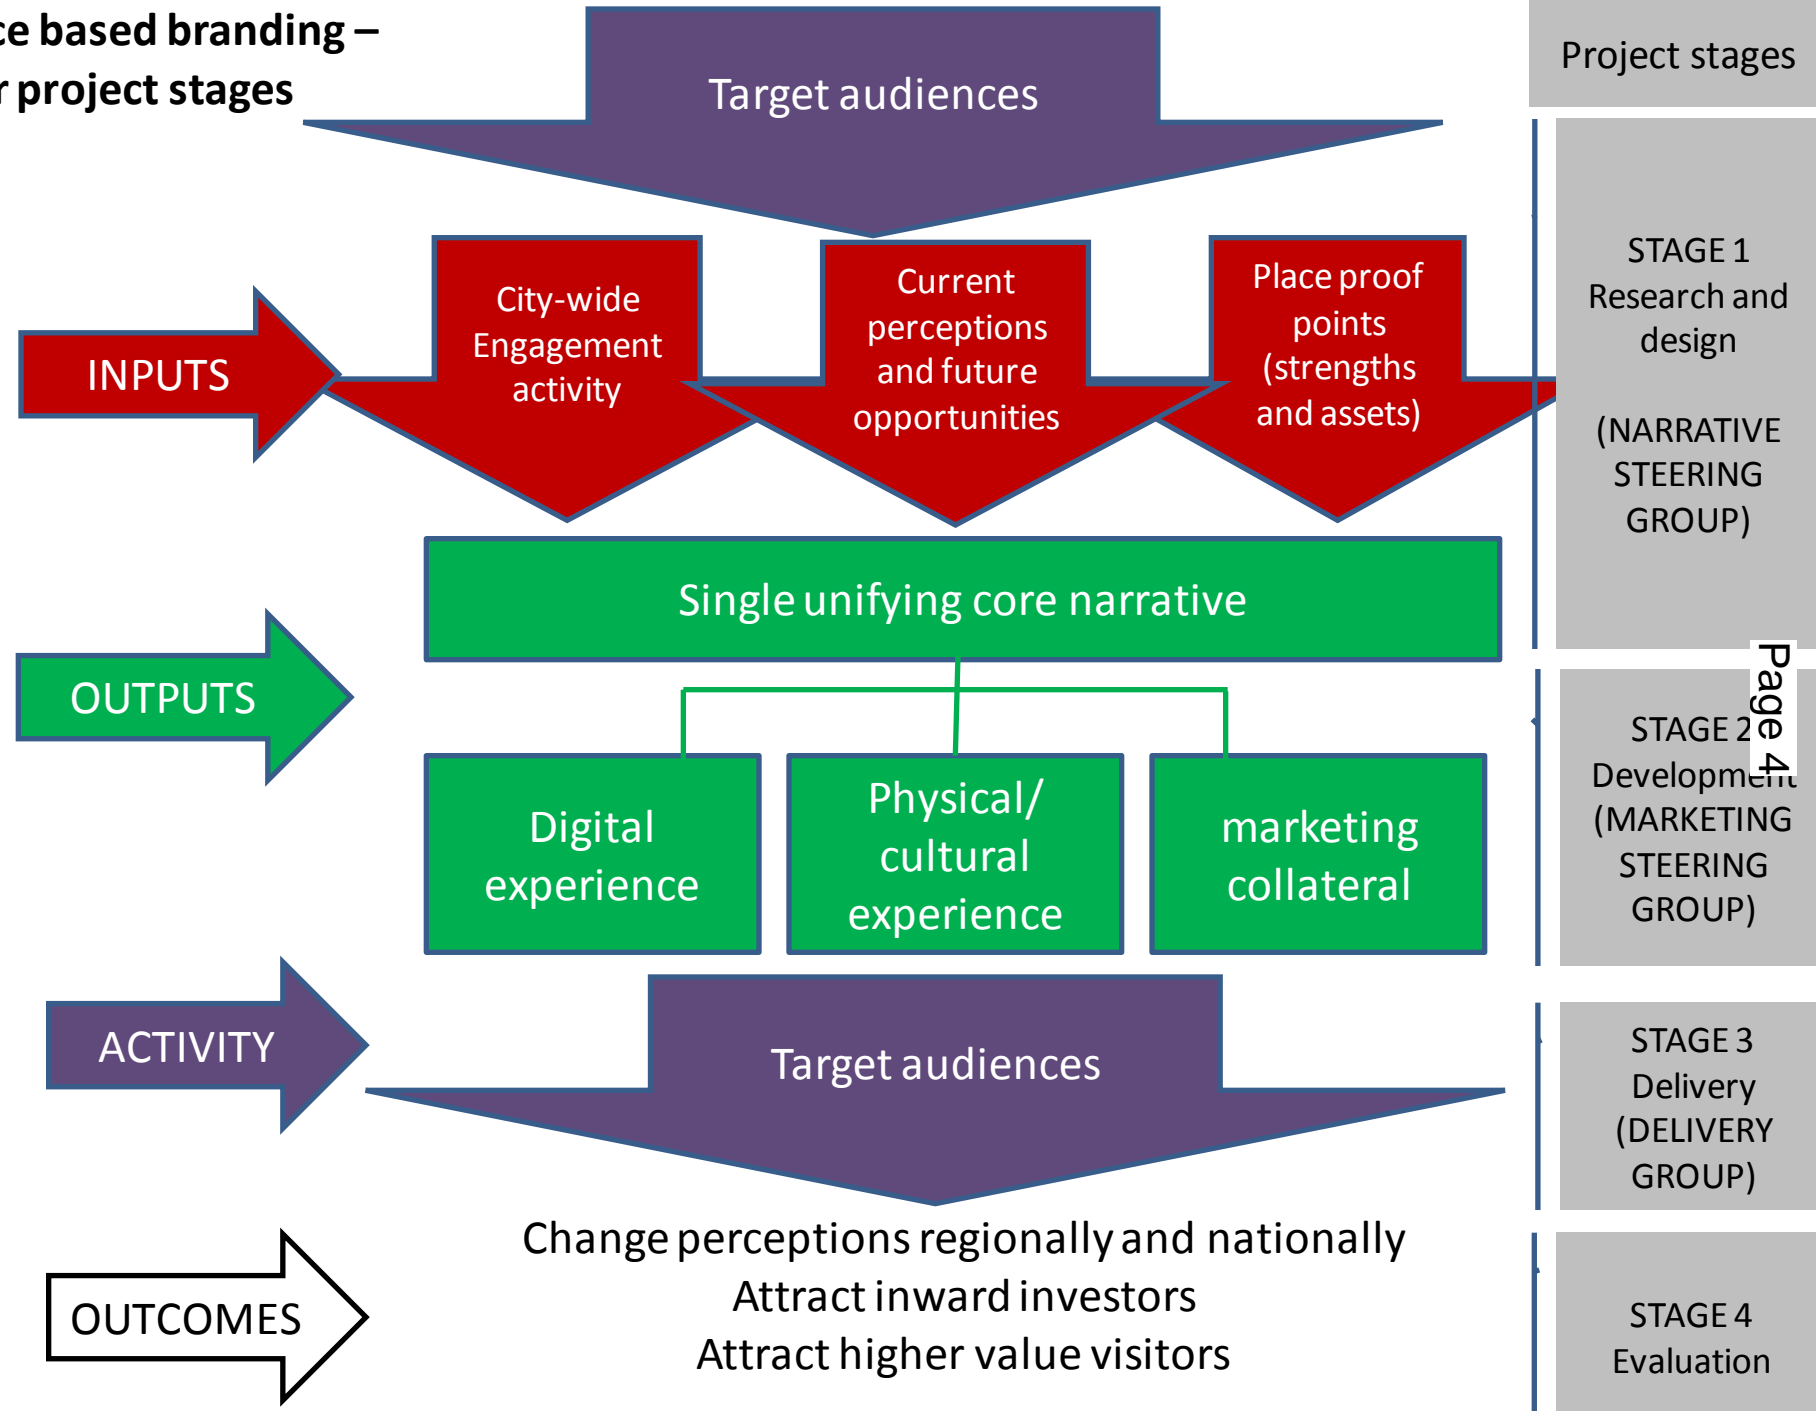 ce based branding –
r project stages
Target audiences
Project stages
INPUTS
City-wide
Engagement
activity
Current
perceptions
and future
opportunities
Place proof
points
(strengths
and assets)
STAGE 1
Research and
design
(NARRATIVE
STEERING
GROUP)
Single unifying core narrative
OUTPUTS
Digital
experience
Physical/
cultural
experience
marketing
collateral
Page 4
STAGE 2
Development
(MARKETING
STEERING
GROUP)
ACTIVITY
Target audiences
STAGE 3
Delivery
(DELIVERY
GROUP)
OUTCOMES
Change perceptions regionally and nationally
Attract inward investors
Attract higher value visitors
STAGE 4
Evaluation